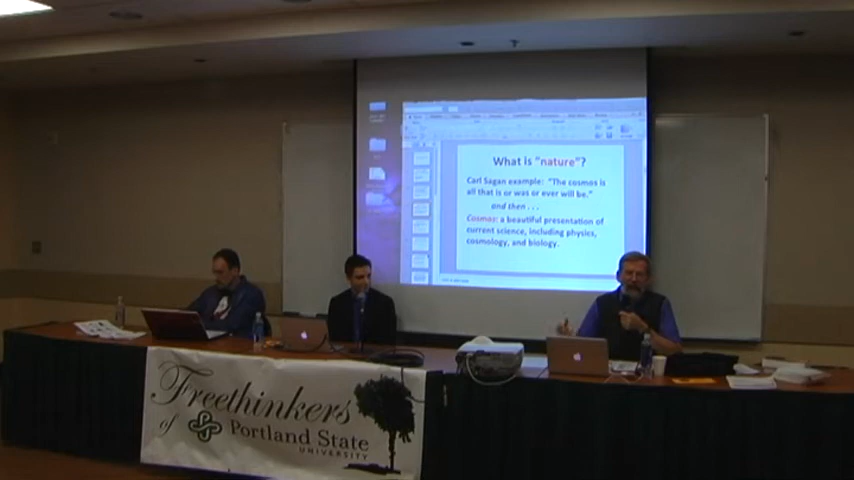 What is "nature"?
Carl Sagan example: "The cosmos is
all that is or was or ever will be."
and then . . .
Cosmos: a beautiful presentation of
current science, including physics,
cosmology, and biology.
Freethinkers
of Portland State
UNIVERSITY